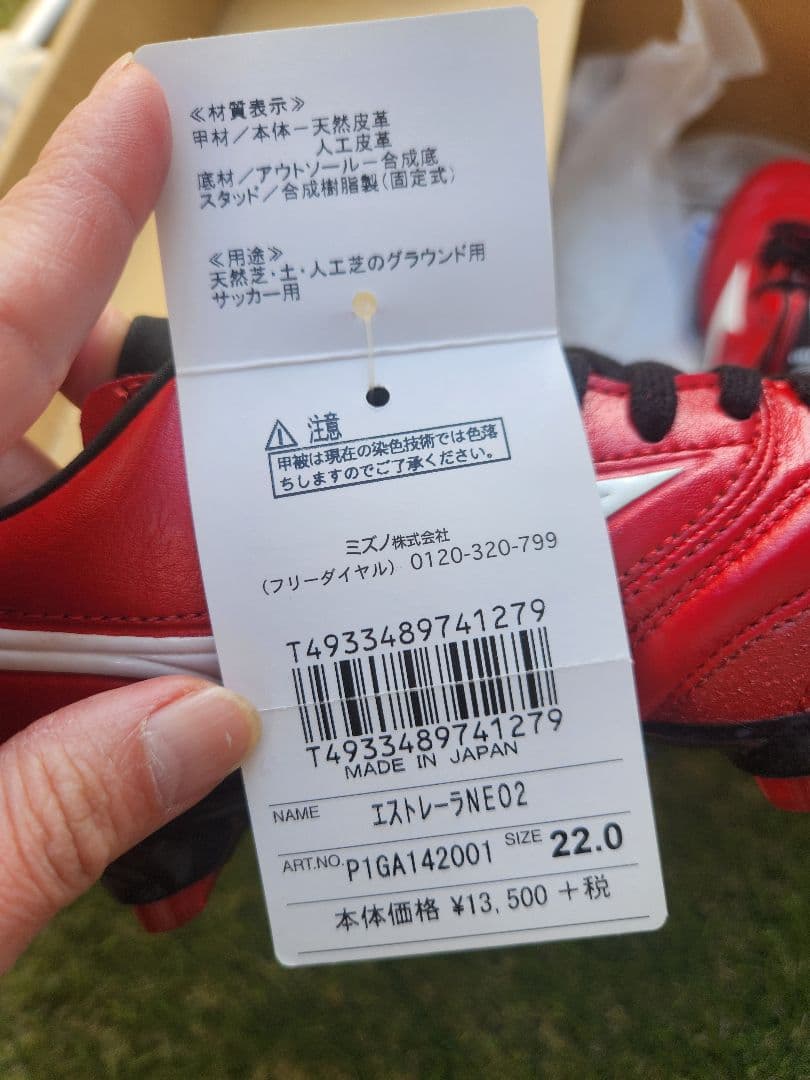 ≪材質表示≫
甲材／本体ー天然皮革
人工皮革
底材／アウトソールー合成底
スタッド／合成樹脂製(固定式)
≪用途≫
天然芝・土・人工芝のグラウンド用
サッカー用
注意
甲被は現在の染色技術では色落
ちしますのでご了承ください。
ミズノ株式会社
(フリーダイヤル) 0120-320-799
T4933489741279
T4933489741279
MADE IN JAPAN
NAME エストレーラNEO2
ART.NO. P1GA142001 SIZE 22.0
本体価格 ¥13,500 +税